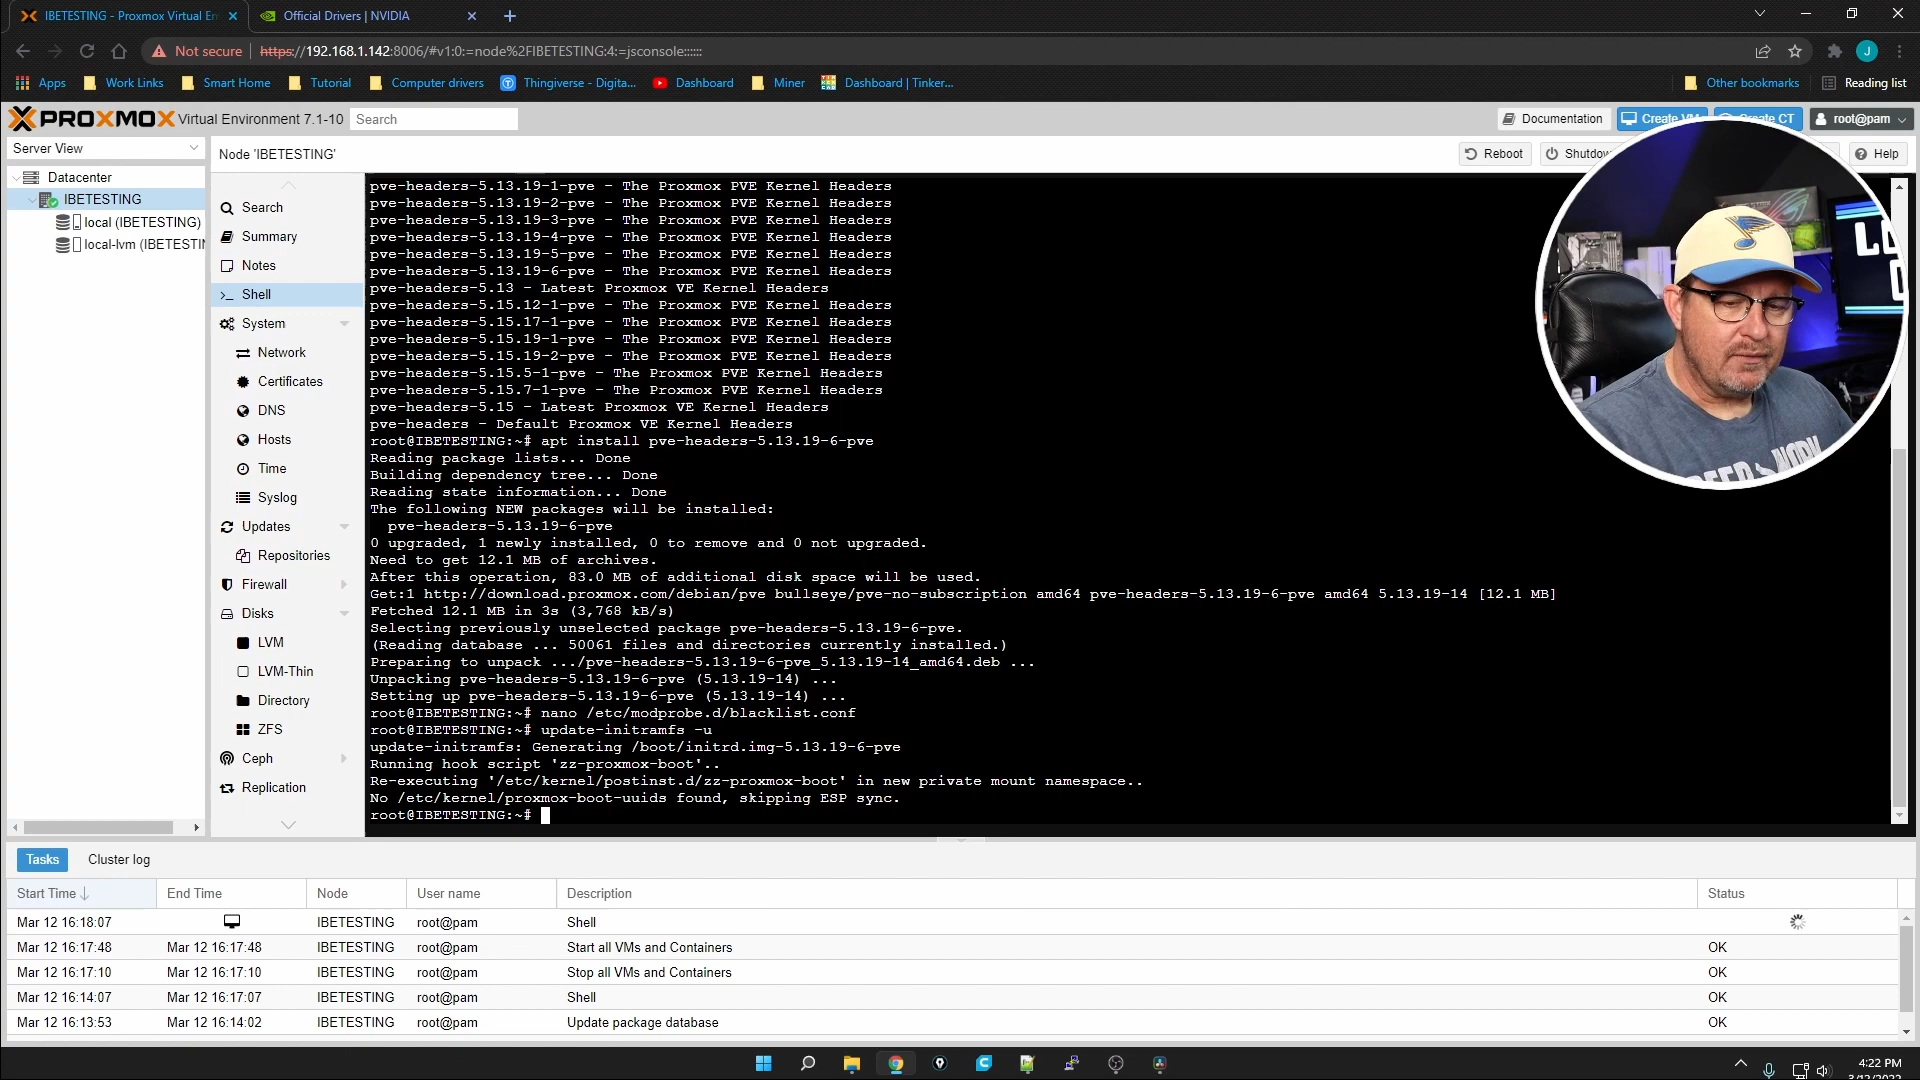 IBETESTING - Proxmox Virtual En
Official Drivers | NVIDIA
Not secure
https://192.168.1.142:8006/#v1:0:=node%2FIBETESTING:4:=jsconsole::::::
J
Apps
Work Links
Smart Home
Tutorial
Computer drivers
Thingiverse - Digita...
Dashboard
Miner
Dashboard | Tinker...
Other bookmarks
Reading list
PROXMOX
Virtual Environment 7.1-10
Search
Documentation
Create VM
Create CT
root@pam
Server View
Node 'IBETESTING'
Reboot
Shutdow
Help
Datacenter
IBETESTING
local (IBETESTING)
local-lvm (IBETESTIN
Search
Summary
Notes
Shell
System
Network
Certificates
DNS
Hosts
Time
Syslog
Updates
Repositories
Firewall
Disks
LVM
LVM-Thin
Directory
ZFS
Ceph
Replication
pve-headers-5.13.19-1-pve - The Proxmox PVE Kernel Headers
pve-headers-5.13.19-2-pve - The Proxmox PVE Kernel Headers
pve-headers-5.13.19-3-pve - The Proxmox PVE Kernel Headers
pve-headers-5.13.19-4-pve - The Proxmox PVE Kernel Headers
pve-headers-5.13.19-5-pve - The Proxmox PVE Kernel Headers
pve-headers-5.13.19-6-pve - The Proxmox PVE Kernel Headers
pve-headers-5.13 - Latest Proxmox VE Kernel Headers
pve-headers-5.15.12-1-pve - The Proxmox PVE Kernel Headers
pve-headers-5.15.17-1-pve - The Proxmox PVE Kernel Headers
pve-headers-5.15.19-1-pve - The Proxmox PVE Kernel Headers
pve-headers-5.15.19-2-pve - The Proxmox PVE Kernel Headers
pve-headers-5.15.5-1-pve - The Proxmox PVE Kernel Headers
pve-headers-5.15.7-1-pve - The Proxmox PVE Kernel Headers
pve-headers-5.15 - Latest Proxmox VE Kernel Headers
pve-headers - Default Proxmox VE Kernel Headers
root@IBETESTING:~# apt install pve-headers-5.13.19-6-pve
Reading package lists... Done
Building dependency tree... Done
Reading state information... Done
The following NEW packages will be installed:
pve-headers-5.13.19-6-pve
0 upgraded, 1 newly installed, 0 to remove and 0 not upgraded.
Need to get 12.1 MB of archives.
After this operation, 83.0 MB of additional disk space will be used.
Get:1 http://download.proxmox.com/debian/pve bullseye/pve-no-subscription amd64 pve-headers-5.13.19-6-pve amd64 5.13.19-14 [12.1 MB]
Fetched 12.1 MB in 3s (3,768 kB/s)
Selecting previously unselected package pve-headers-5.13.19-6-pve.
(Reading database ... 50061 files and directories currently installed.)
Preparing to unpack .../pve-headers-5.13.19-6-pve_5.13.19-14_amd64.deb ...
Unpacking pve-headers-5.13.19-6-pve (5.13.19-14) ...
Setting up pve-headers-5.13.19-6-pve (5.13.19-14) ...
root@IBETESTING:~# nano /etc/modprobe.d/blacklist.conf
root@IBETESTING:~# update-initramfs -u
update-initramfs: Generating /boot/initrd.img-5.13.19-6-pve
Running hook script 'zz-proxmox-boot'..
Re-executing '/etc/kernel/postinst.d/zz-proxmox-boot' in new private mount namespace..
No /etc/kernel/proxmox-boot-uuids found, skipping ESP sync.
root@IBETESTING:~#
Tasks
Cluster log
Start Time
End Time
Node
User name
Description
Status
Mar 12 16:18:07 IBETESTING root@pam Shell
Mar 12 16:17:48 Mar 12 16:17:48 IBETESTING root@pam Start all VMs and Containers OK
Mar 12 16:17:10 Mar 12 16:17:10 IBETESTING root@pam Stop all VMs and Containers OK
Mar 12 16:14:07 Mar 12 16:17:07 IBETESTING root@pam Shell OK
Mar 12 16:13:53 Mar 12 16:14:02 IBETESTING root@pam Update package database OK
4:22 PM
3/12/2022